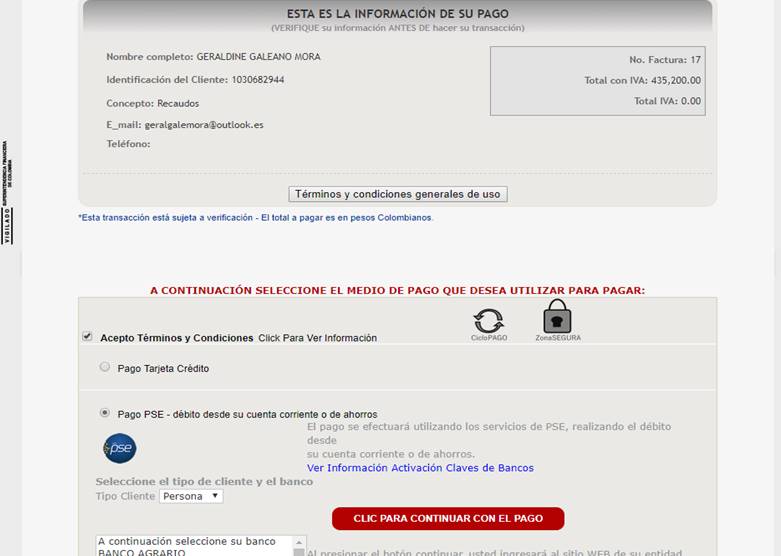 ESTA ES LA INFORMACIÓN DE SU PAGO
(VERIFIQUE su información ANTES DE hacer su transacción)
Nombre completo: GERALDINE GALEANO MORA
Identificación del Cliente: 1030682944
Concepto: Recaudos
E_mail: geralgalemora@outlook.es
Teléfono:
No. Factura: 17
Total con IVA: 435,200.00
Total IVA: 0.00
VIGILADO SUPERINTENDENCIA FINANCIERA
DE COLOMBIA
Términos y condiciones generales de uso
*Esta transacción está sujeta a verificación - El total a pagar es en pesos Colombianos.
A CONTINUACIÓN SELECCIONE EL MEDIO DE PAGO QUE DESEA UTILIZAR PARA PAGAR:
Acepto Términos y Condiciones Click Para Ver Información
CicloPAGO
ZonaSEGURA
Pago Tarjeta Crédito
Pago PSE - débito desde su cuenta corriente o de ahorros
pse
El pago se efectuará utilizando los servicios de PSE, realizando el débito
desde
su cuenta corriente o de ahorros.
Ver Información Activación Claves de Bancos
Seleccione el tipo de cliente y el banco
Tipo Cliente Persona
CLIC PARA CONTINUAR CON EL PAGO
A continuación seleccione su banco
BANCO AGRARIO
Al presionar el botón continuar, usted ingresará al sitio WEB de su entidad